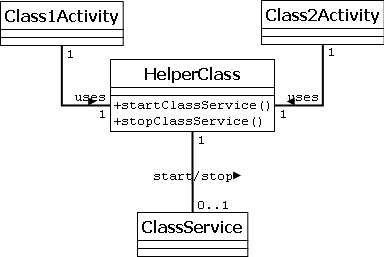 Class1Activity
Class2Activity
1
1
HelperClass
uses
uses
+startClassService()
1
1
+stopClassService()
1
start/stop
0..1
ClassService